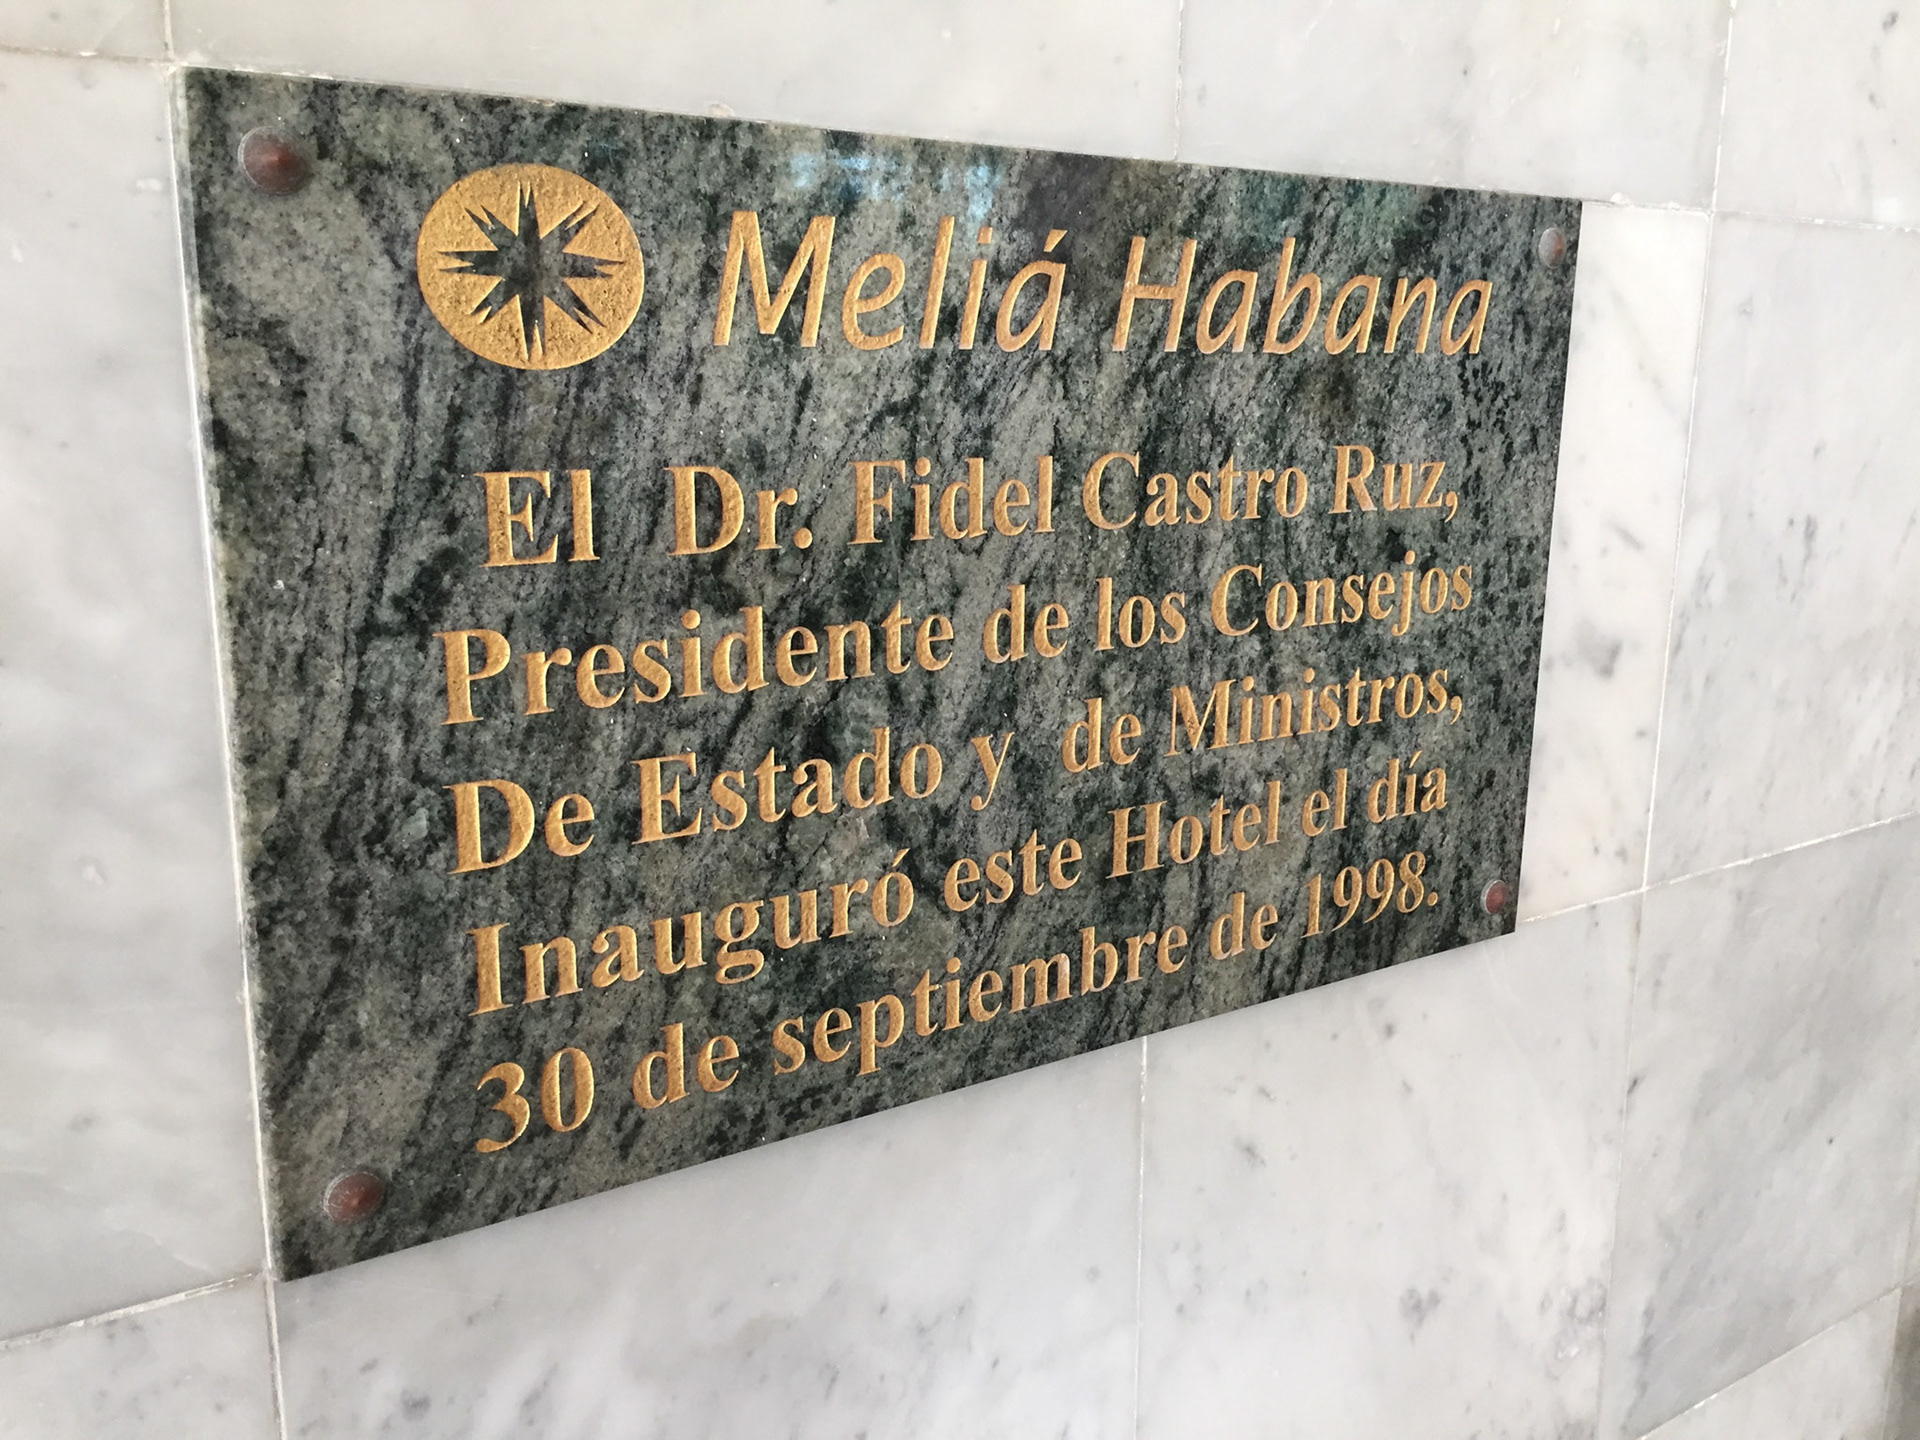 Meliá Habana
El Dr. Fidel Castro Ruz,
Presidente de los Consejos
De Estado y de Ministros,
Inauguró este Hotel el día
30 de septiembre de 1998.